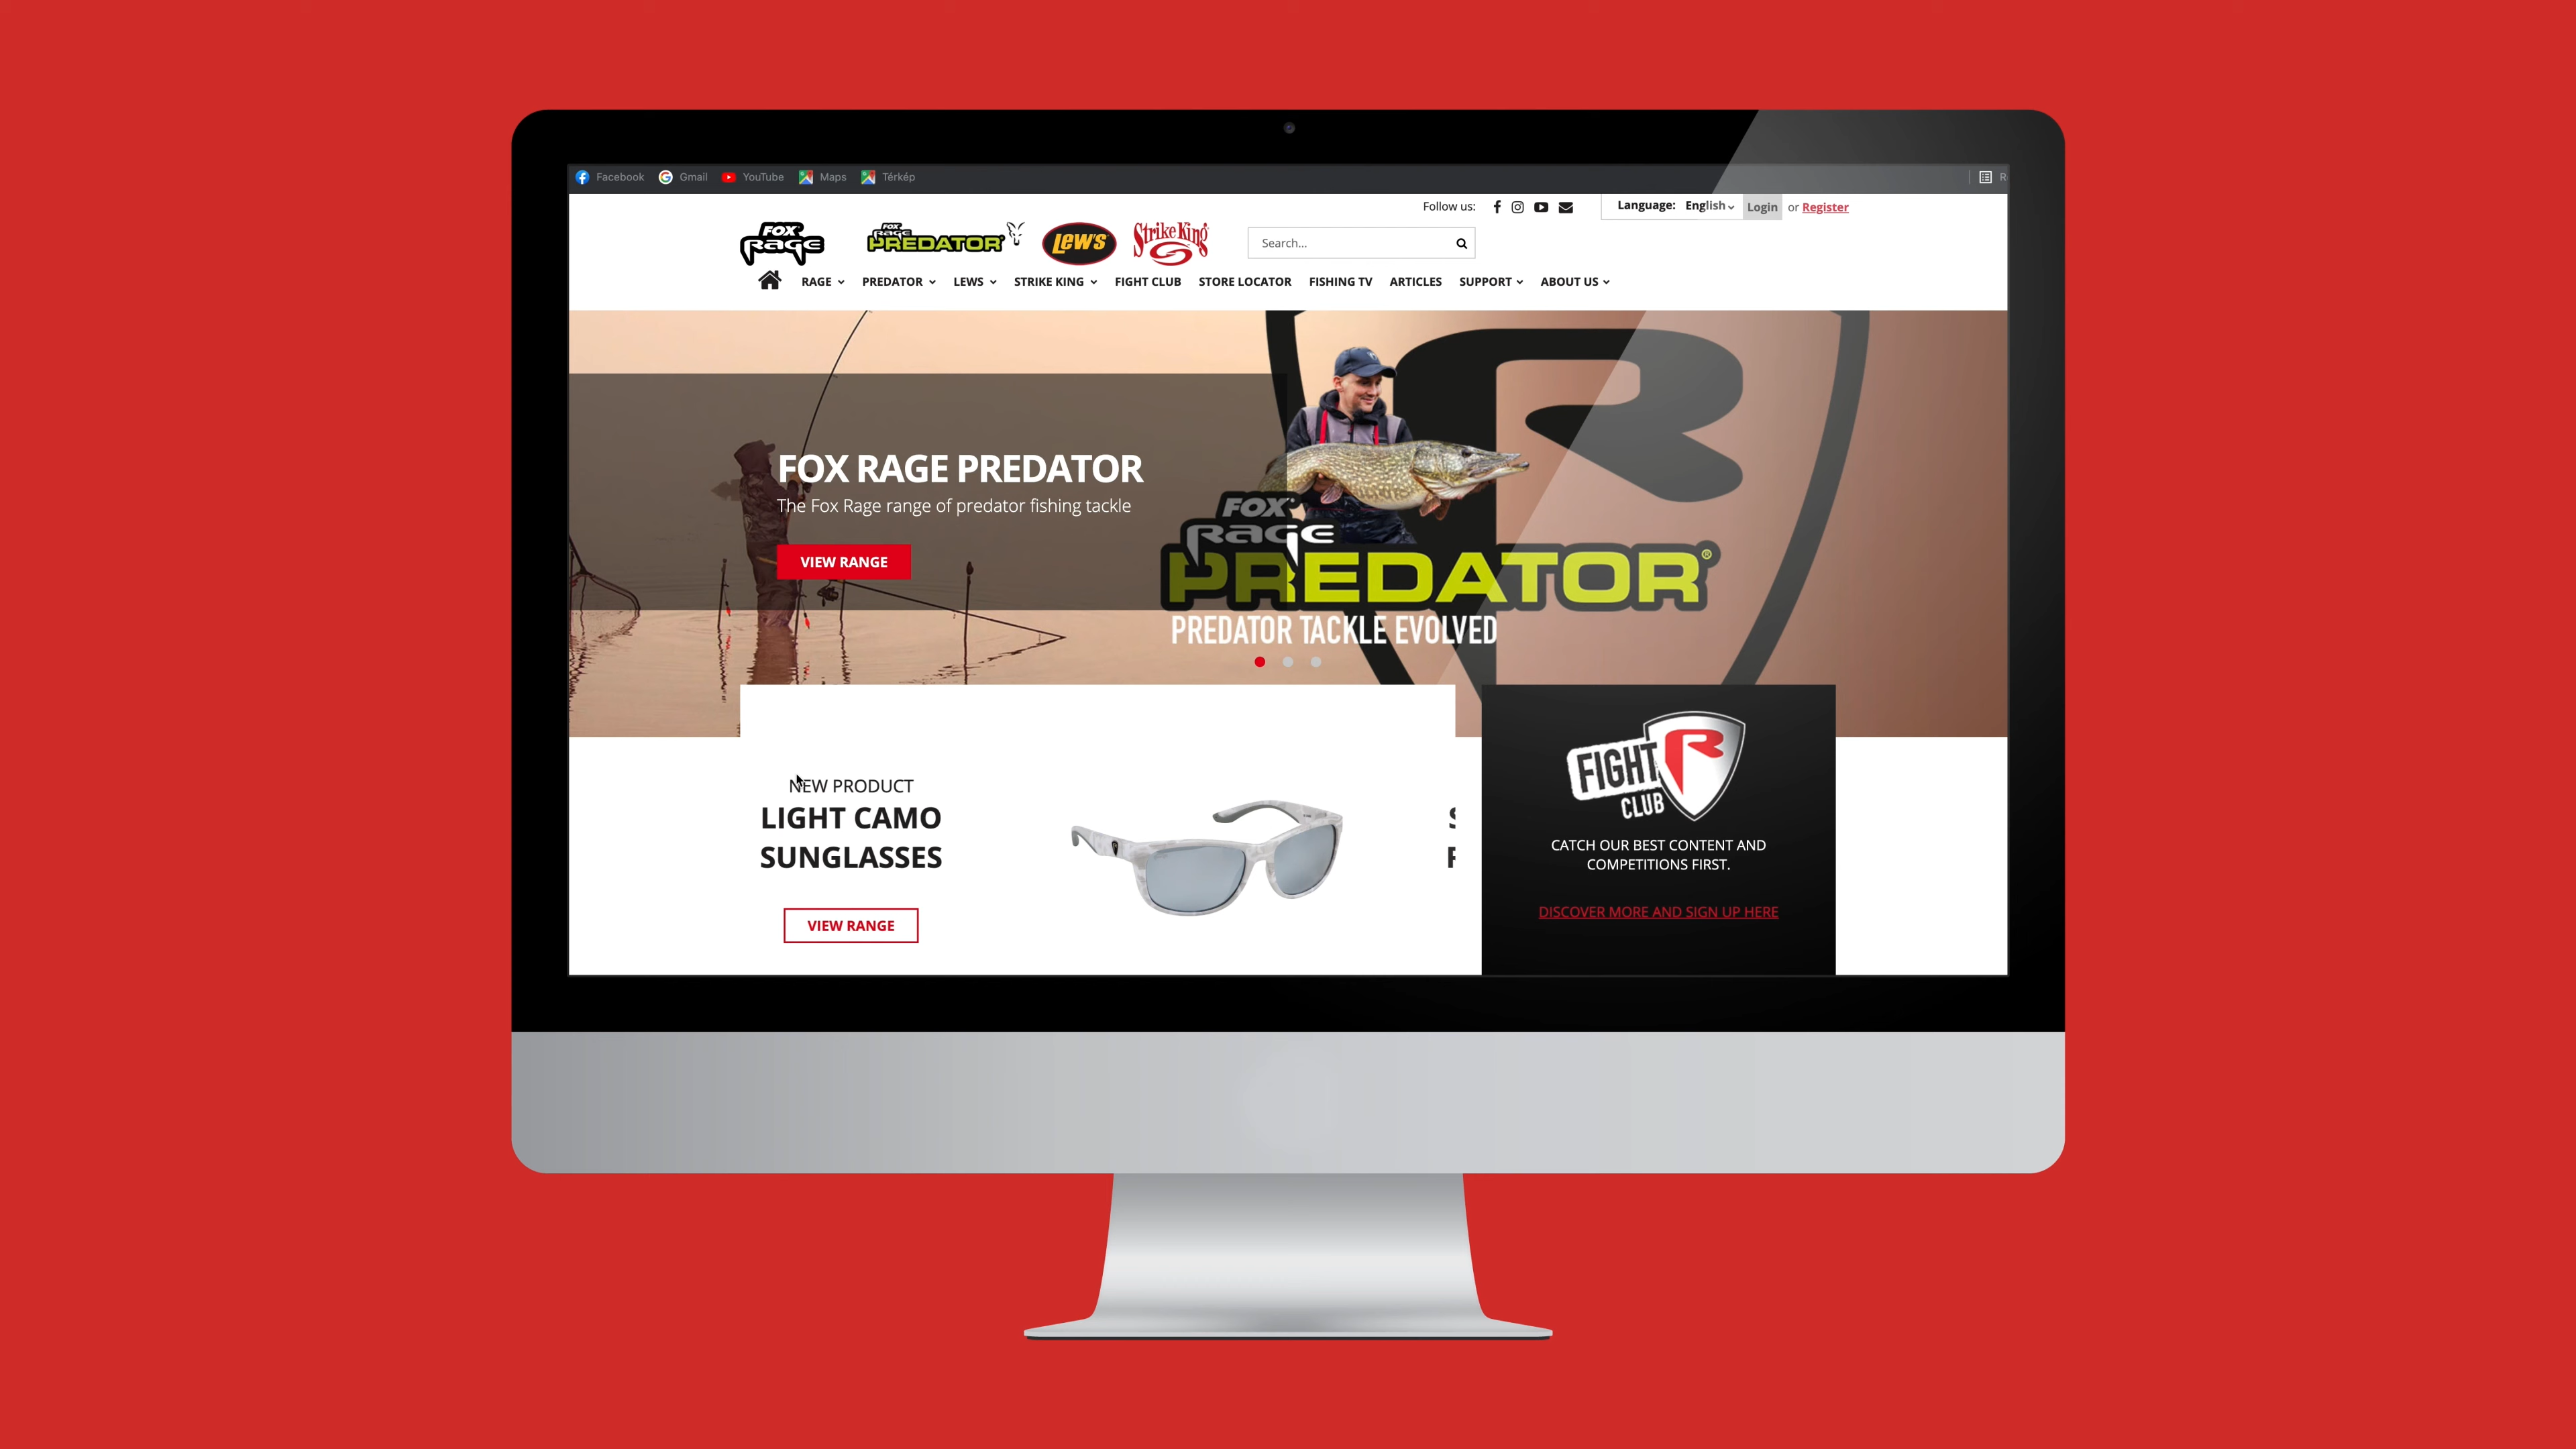 Facebook Gmail YouTube Maps Térkép
Follow us: Language: English Login or Register
FOX RAGE
FOX RAGE PREDATOR
LEW'S
Strike King
Search...
RAGE PREDATOR LEWS STRIKE KING FIGHT CLUB STORE LOCATOR FISHING TV ARTICLES SUPPORT ABOUT US
FOX RAGE PREDATOR
The Fox Rage range of predator fishing tackle
VIEW RANGE
FOX
RAGE
PREDATOR®
PREDATOR TACKLE EVOLVED
NEW PRODUCT
LIGHT CAMO
SUNGLASSES
VIEW RANGE
FIGHT
CLUB
R
CATCH OUR BEST CONTENT AND
COMPETITIONS FIRST.
DISCOVER MORE AND SIGN UP HERE